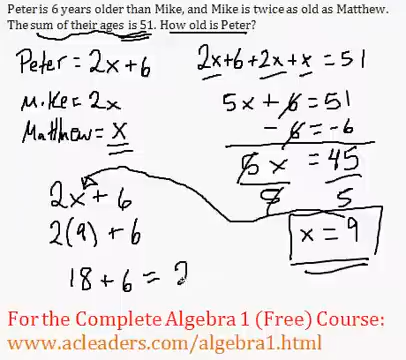 Peter is 6 years older than Mike, and Mike is twice as old as Matthew.
The sum of their ages is 51. How old is Peter?
Peter = 2x+6
Mike = 2x
Matthew = x
2x + 6
2(9) + 6
18 + 6 = 2
2x+6+2x+x = 51
5x + 6 = 51
- 6 = -6
5x = 45
5 5
x = 9
For the Complete Algebra 1 (Free) Course:
www.acleaders.com/algebra1.html